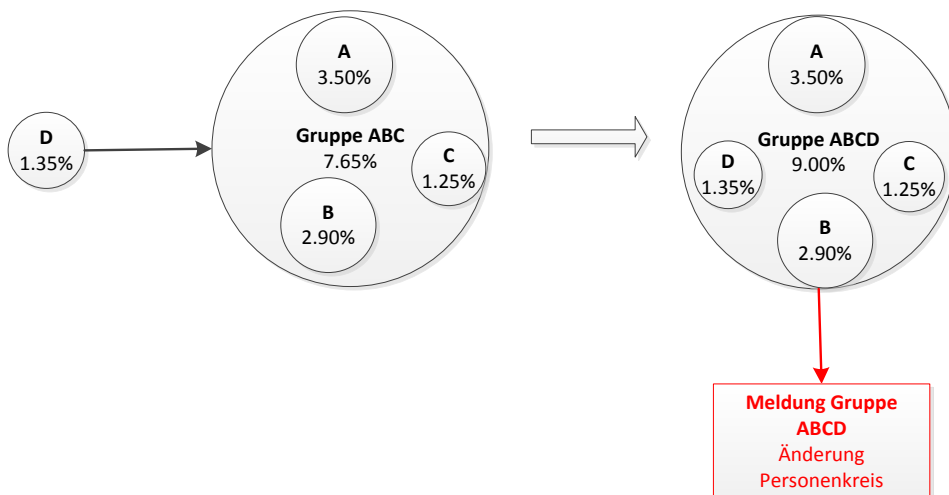 D
1.35%
A
3.50%
Gruppe ABC
7.65%
C
1.25%
B
2.90%
A
3.50%
Gruppe ABCD
9.00%
D
1.35%
C
1.25%
B
2.90%
Meldung Gruppe
ABCD
Änderung
Personenkreis